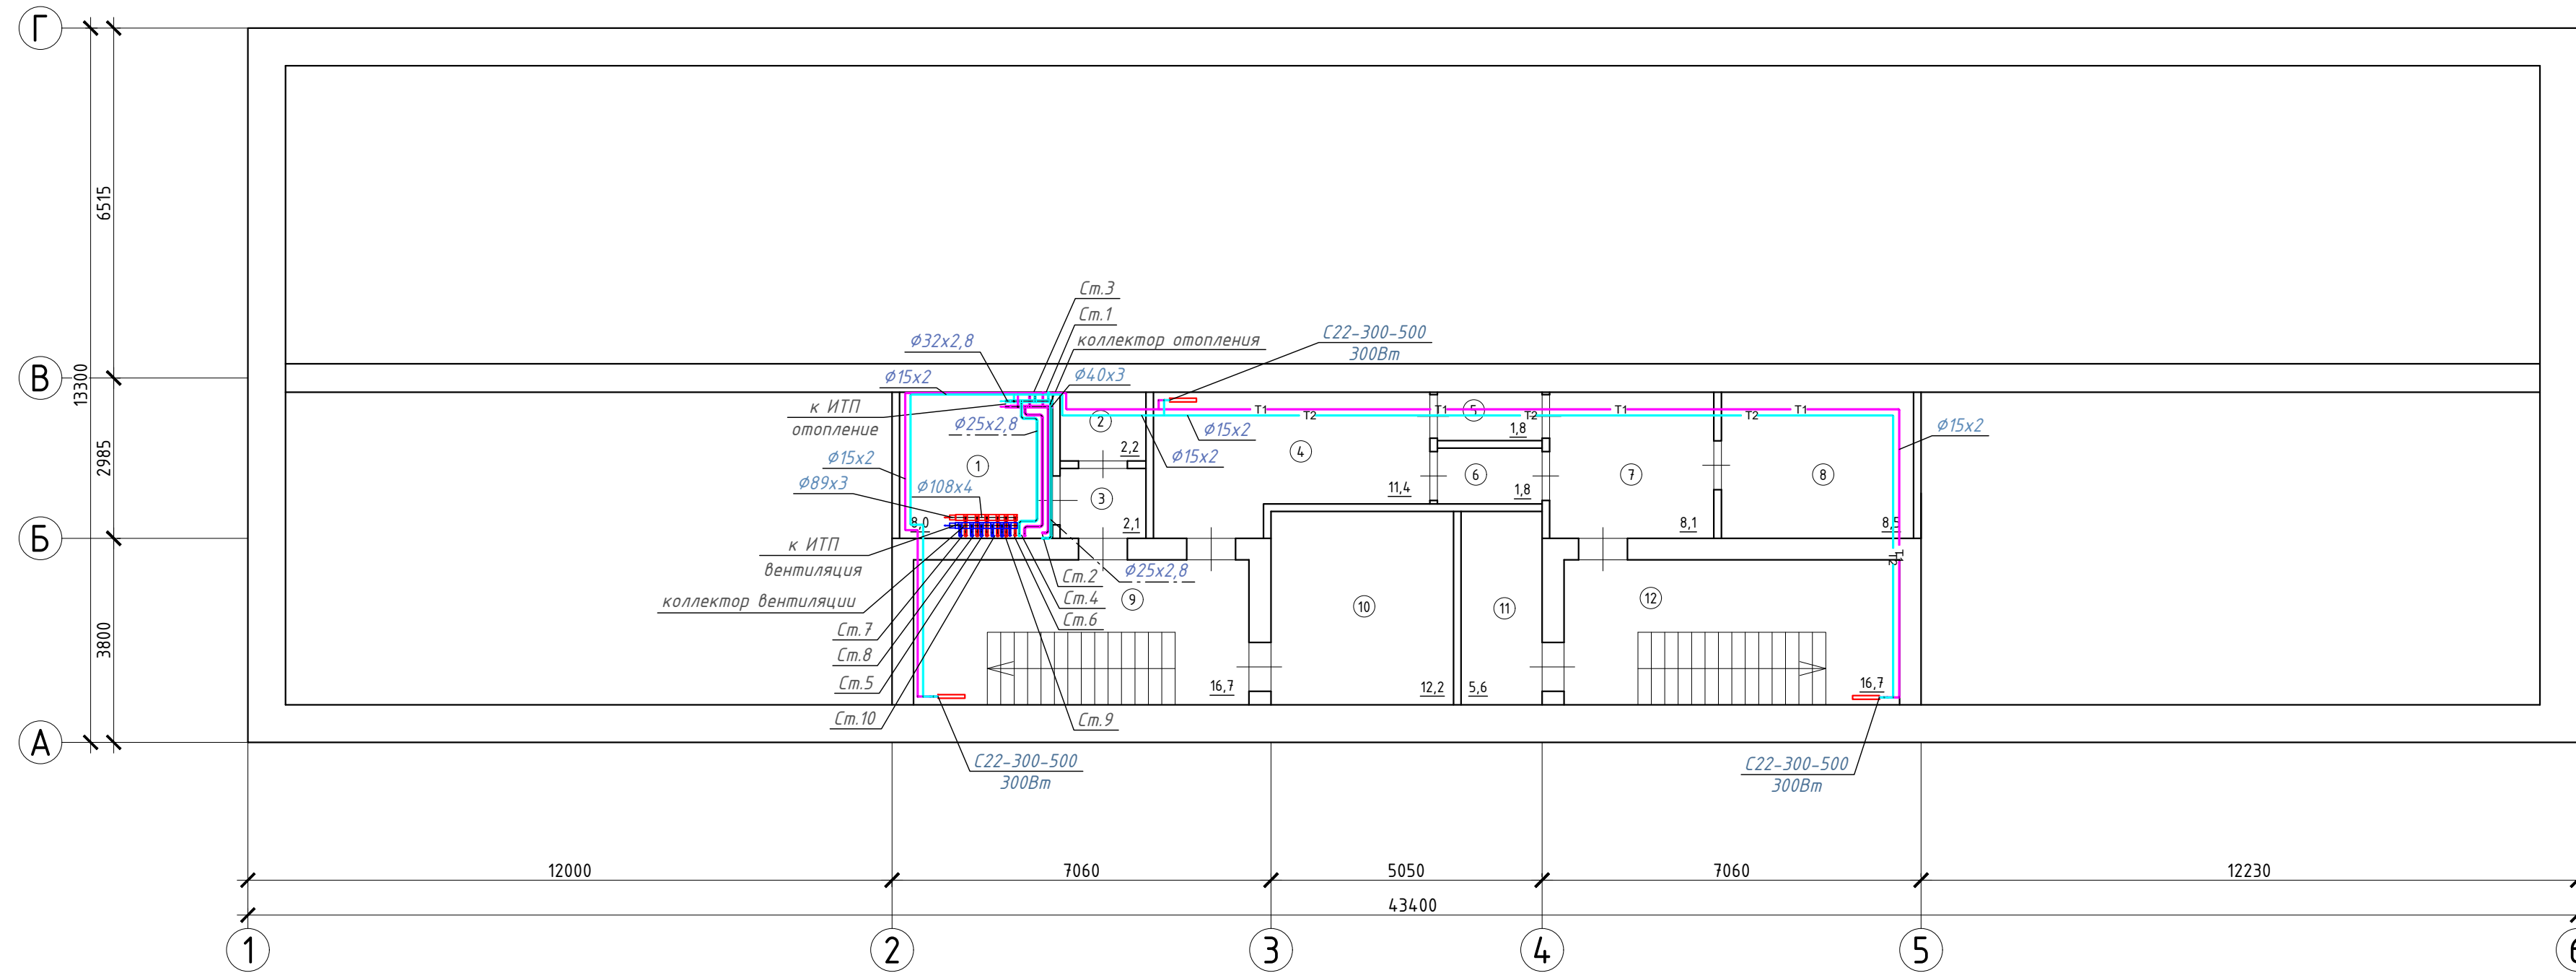 Г
Ст.3
6515
Ст.1
Ф32х2,8
коллектор отопления
С22-300-500
300Вт
В
13300
Ф15х2
Ф40х3
к ИТП
отопление
Т1
Т1
5
Т1
Т1
Т2
Т2
Т2
2
Ф25х2,8
Ф15х2
1,8
Ф15х2
2,2
4
Ф15х2
2985
Ф15х2
1
6
7
8
Ф89х3
Ф108х4
3
11,4
1,8
8,0
2,1
8,1
8,5
Б
к ИТП
вентиляция
Т1
Т2
Ст.2
Ф25х2,8
коллектор вентиляции
Ст.4
9
10
11
12
Ст.6
3800
Ст.7
Ст.8
Ст.5
16,7
12,2
5,6
16,7
Ст.10
Ст.9
А
С22-300-500
300Вт
С22-300-500
300Вт
12000
7060
5050
7060
12230
43400
1
2
3
4
5